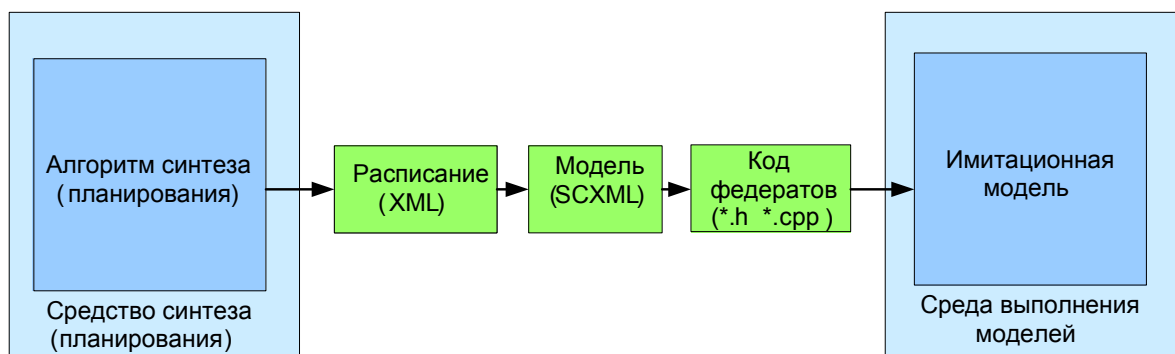 Алгоритм синтеза
(планирования)
Средство синтеза
(планирования)
Расписание
(XML)
Модель
(SCXML)
Код
федератов
(*.h *.cpp )
Имитационная
модель
Среда выполнения
моделей